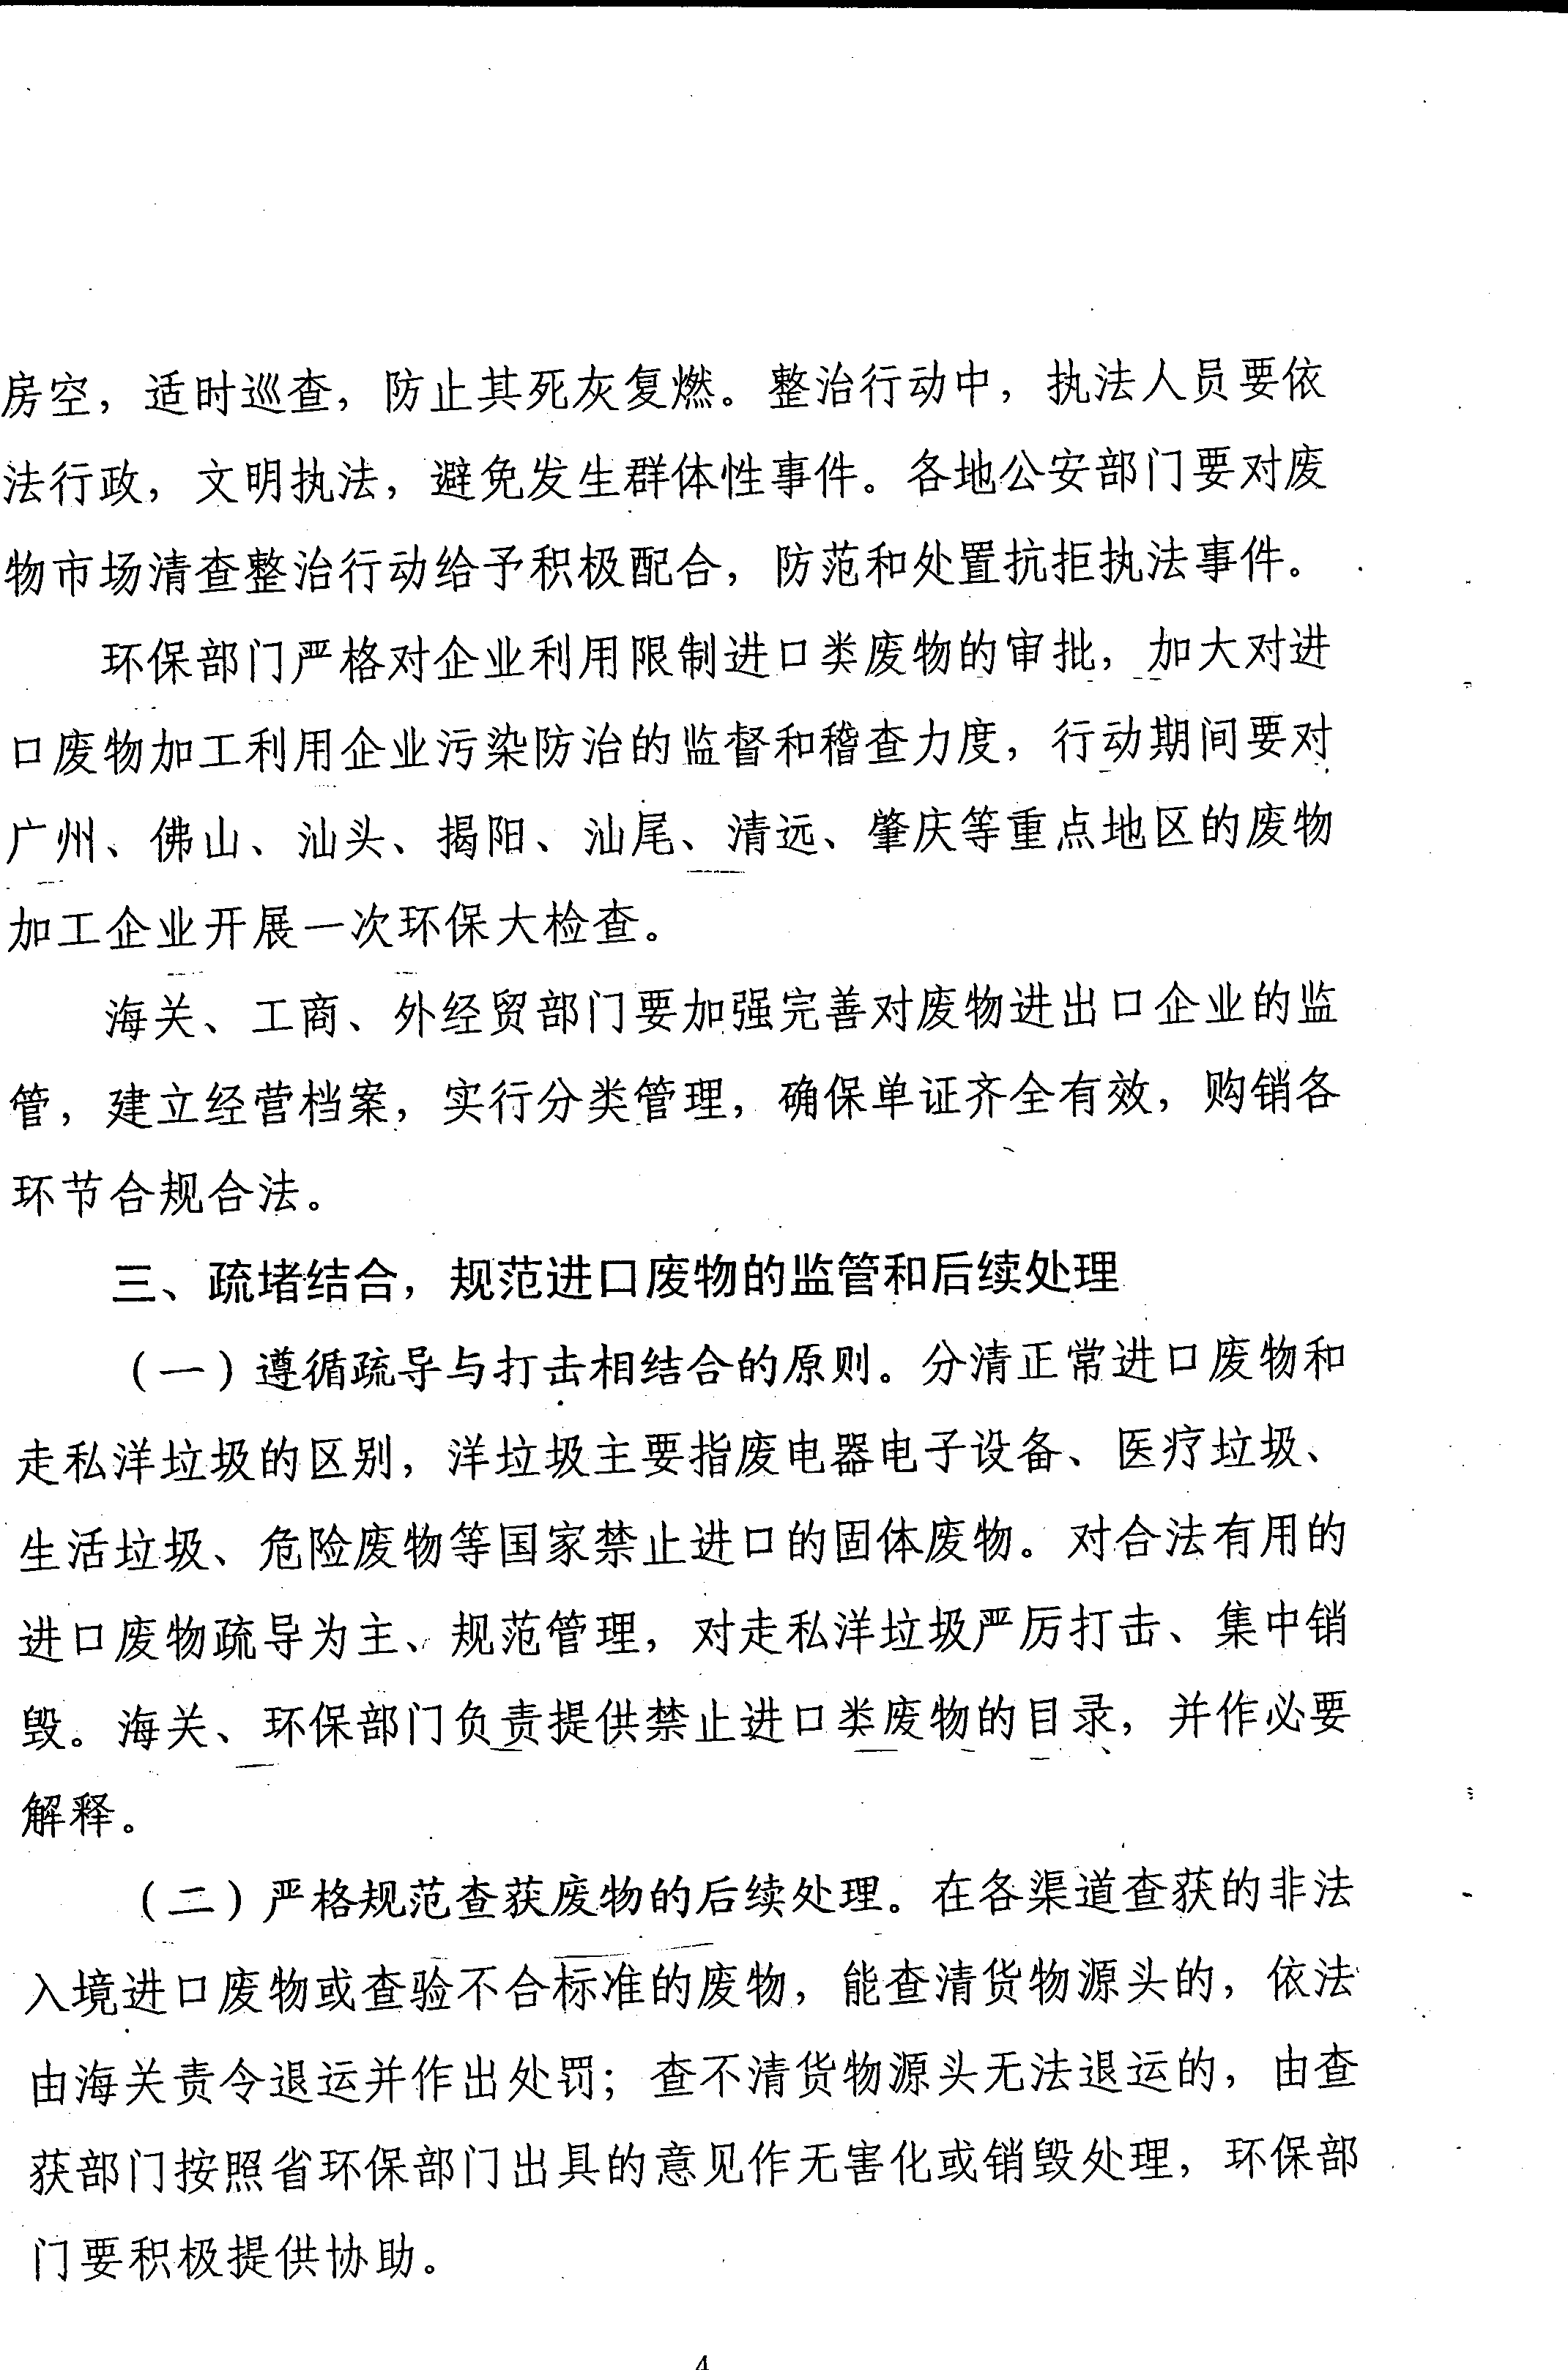 房空，适时巡查，防止其死灰复燃。整治行动中，执法人员要依
法行政，文明执法，避免发生群体性事件。各地公安部门要对废
物市场清查整治行动给予积极配合，防范和处置抗拒执法事件。
环保部门严格对企业利用限制进口类废物的审批，加大对进
口废物加工利用企业污染防治的监督和稽查力度，行动期间要对
广州、佛山、汕头、揭阳、汕尾、清远、肇庆等重点地区的废物
加工企业开展一次环保大检查。
海关、工商、外经贸部门要加强完善对废物进出口企业的监
管，建立经营档案，实行分类管理，确保单证齐全有效，购销各
环节合规合法。
三、疏堵结合，规范进口废物的监管和后续处理
（一）遵循疏导与打击相结合的原则。分清正常进口废物和
走私洋垃圾的区别，洋垃圾主要指废电器电子设备、医疗垃圾、
生活垃圾、危险废物等国家禁止进口的固体废物。对合法有用的
进口废物疏导为主、规范管理，对走私洋垃圾严厉打击、集中销
毁。海关、环保部门负责提供禁止进口类废物的目录，并作必要
解释。
（二）严格规范查获废物的后续处理。在各渠道查获的非法
入境进口废物或查验不合标准的废物，能查清货物源头的，依法
由海关责令退运并作出处罚；查不清货物源头无法退运的，由查
获部门按照省环保部门出具的意见作无害化或销毁处理，环保部
门要积极提供协助。
4